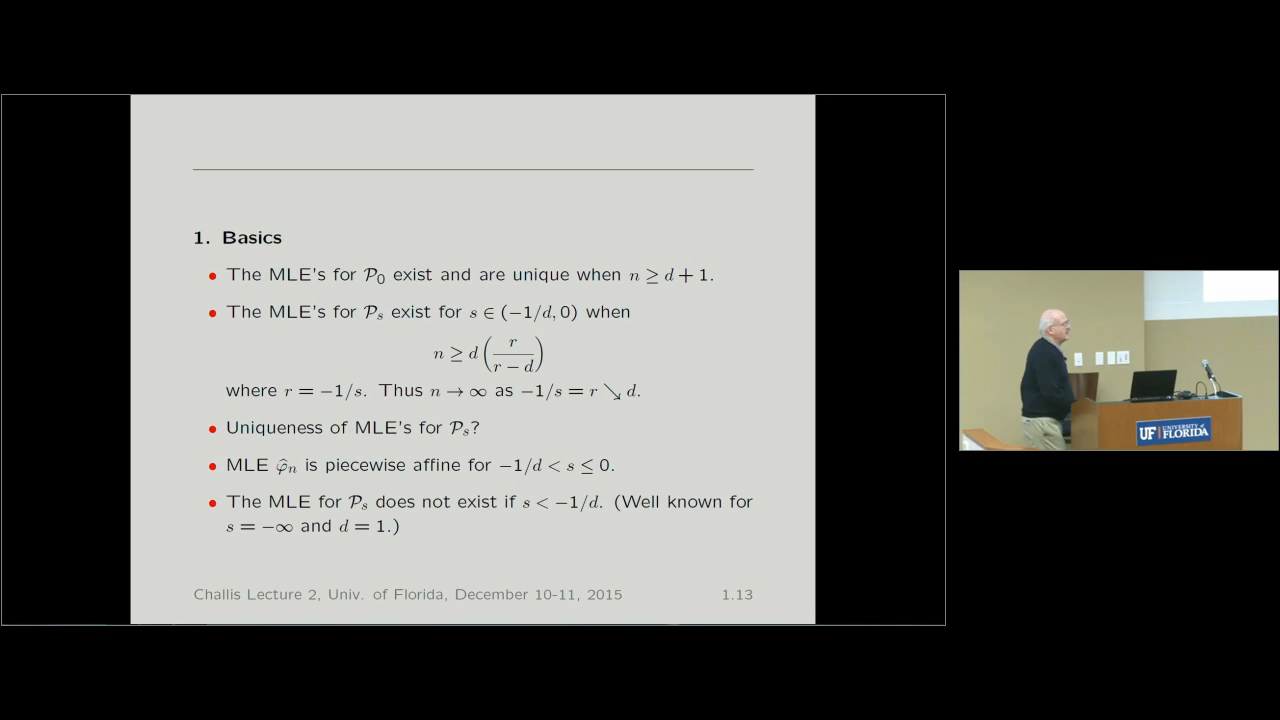 1. Basics
• The MLE's for 𝒫₀ exist and are unique when n ≥ d + 1.
• The MLE's for 𝒫ₛ exist for s ∈ (−1/d, 0) when
n ≥ d (r / (r − d))
where r = −1/s. Thus n → ∞ as −1/s = r ↘ d.
• Uniqueness of MLE's for 𝒫ₛ?
• MLE φ̂ₙ is piecewise affine for −1/d < s ≤ 0.
• The MLE for 𝒫ₛ does not exist if s < −1/d. (Well known for
s = −∞ and d = 1.)
Challis Lecture 2, Univ. of Florida, December 10-11, 2015 1.13
UF UNIVERSITY of
FLORIDA